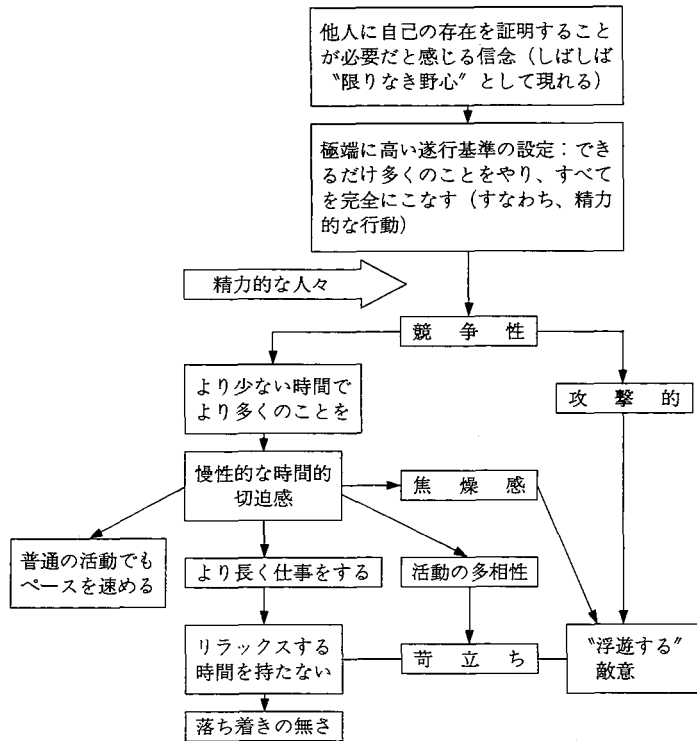 他人に自己の存在を証明すること
が必要だと感じる信念（しばしば
〝限りなき野心〟として現れる）
極端に高い遂行基準の設定：でき
るだけ多くのことをやり、すべて
を完全にこなす（すなわち、精力
的な行動）
精力的な人々
競争性
より少ない時間で
より多くのことを
攻撃的
慢性的な時間的
切迫感
焦燥感
普通の活動でも
ペースを速める
より長く仕事をする
活動の多相性
リラックスする
時間を持たない
苛立ち
〝浮遊する〟
敵意
落ち着きの無さ